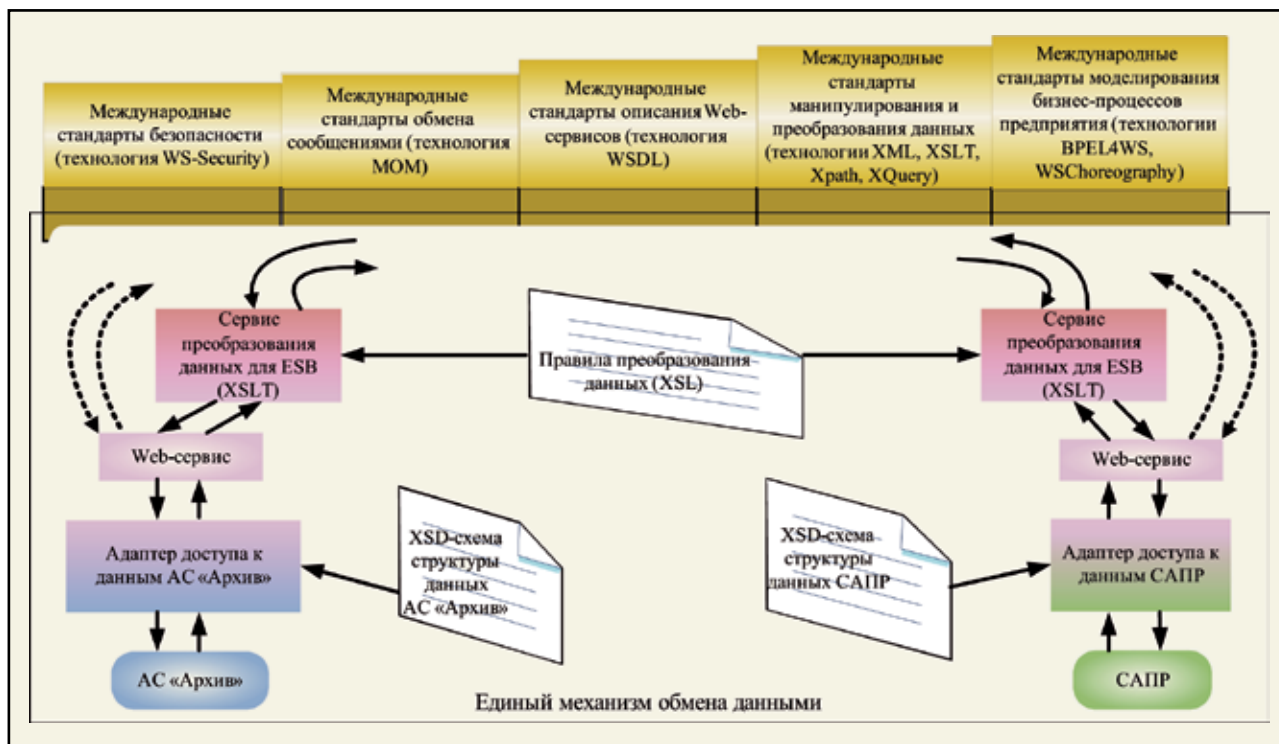 Международные
стандарты безопасности
(технология WS-Security)
Международные
стандарты обмена
сообщениями (технология
MOM)
Международные
стандарты описания Web-
сервисов (технология
WSDL)
Международные
стандарты
манипулирования и
преобразования данных
(технологии XML, XSLT,
Xpath, XQuery)
Международные
стандарты моделирования
бизнес-процессов
предприятия (технологии
BPEL4WS,
WSChoreography)
Сервис
преобразования
данных для ESB
(XSLT)
Правила преобразования
данных (XSL)
Сервис
преобразования
данных для ESB
(XSLT)
Web-сервис
Web-сервис
Адаптер доступа к
данным АС «Архив»
XSD-схема
структуры
данных
АС «Архив»
XSD-схема
структуры
данных САПР
Адаптер доступа к
данным САПР
АС «Архив»
САПР
Единый механизм обмена данными